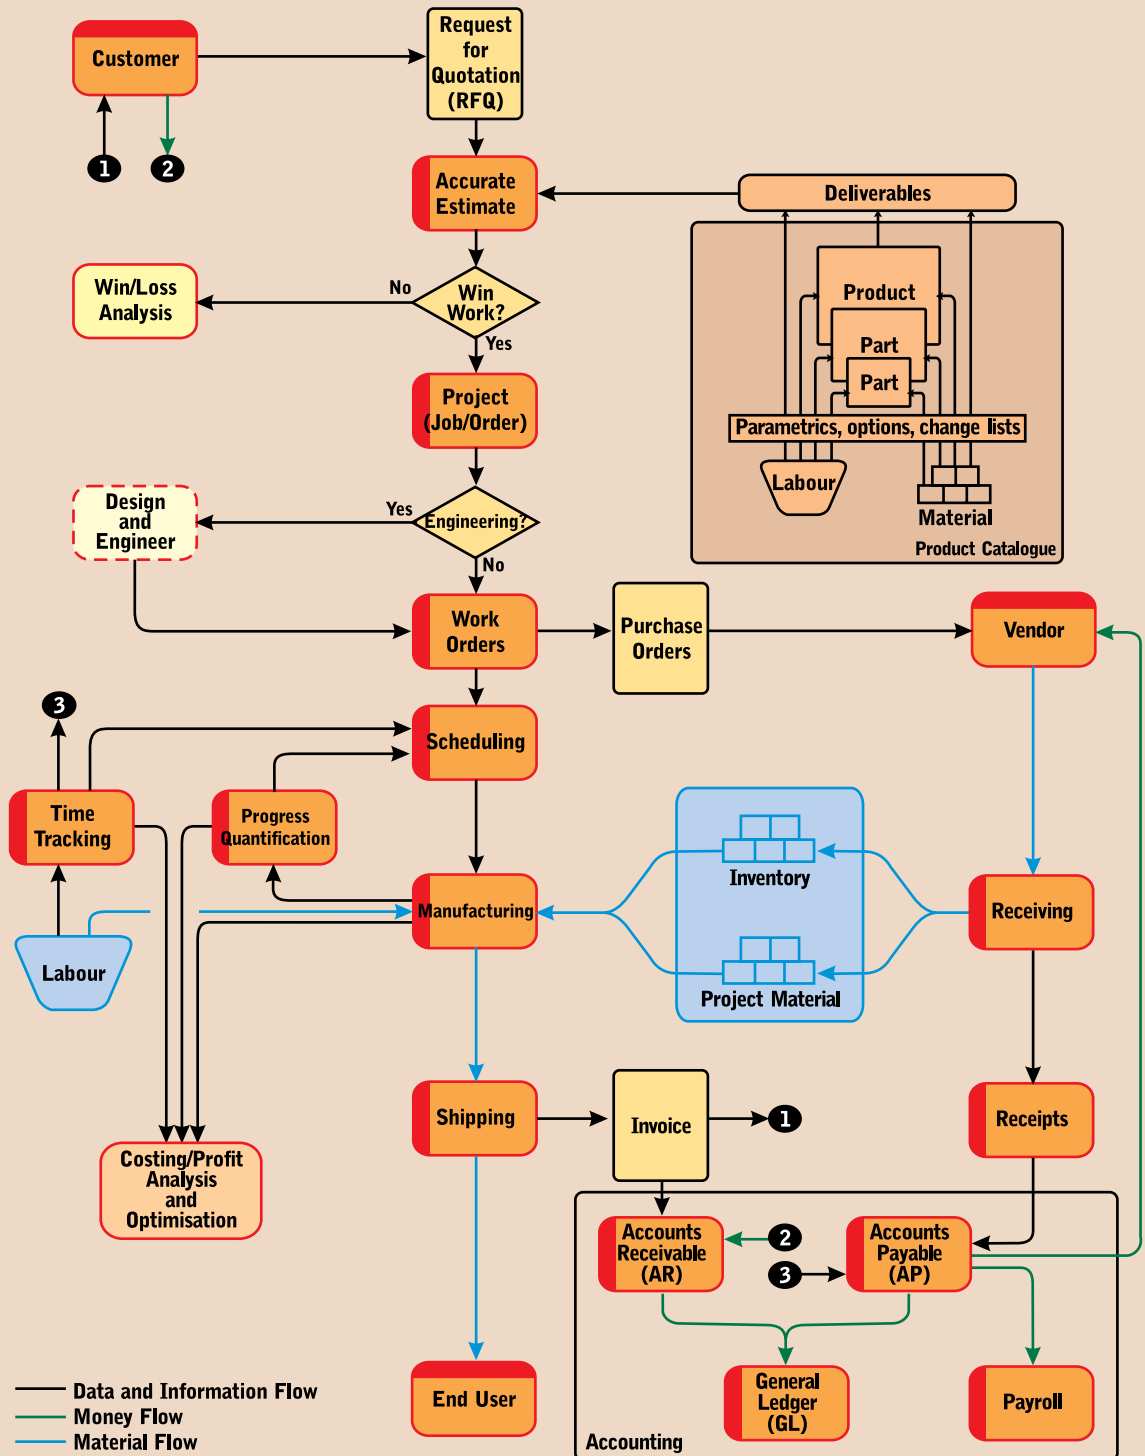 Customer
Request
for
Quotation
(RFQ)
1
2
Accurate
Estimate
Deliverables
Win/Loss
Analysis
No
Win
Work?
Yes
Product
Part
Part
Project
(Job/Order)
Parametrics, options, change lists
Labour
Material
Product Catalogue
Design
and
Engineer
Yes
Engineering?
No
Work
Orders
Purchase
Orders
Vendor
3
Scheduling
Time
Tracking
Progress
Quantification
Inventory
Manufacturing
Receiving
Labour
Project Material
Shipping
Invoice
1
Receipts
Costing/Profit
Analysis
and
Optimisation
Accounts
Receivable
(AR)
2
3
Accounts
Payable
(AP)
End User
General
Ledger
(GL)
Payroll
Accounting
Data and Information Flow
Money Flow
Material Flow